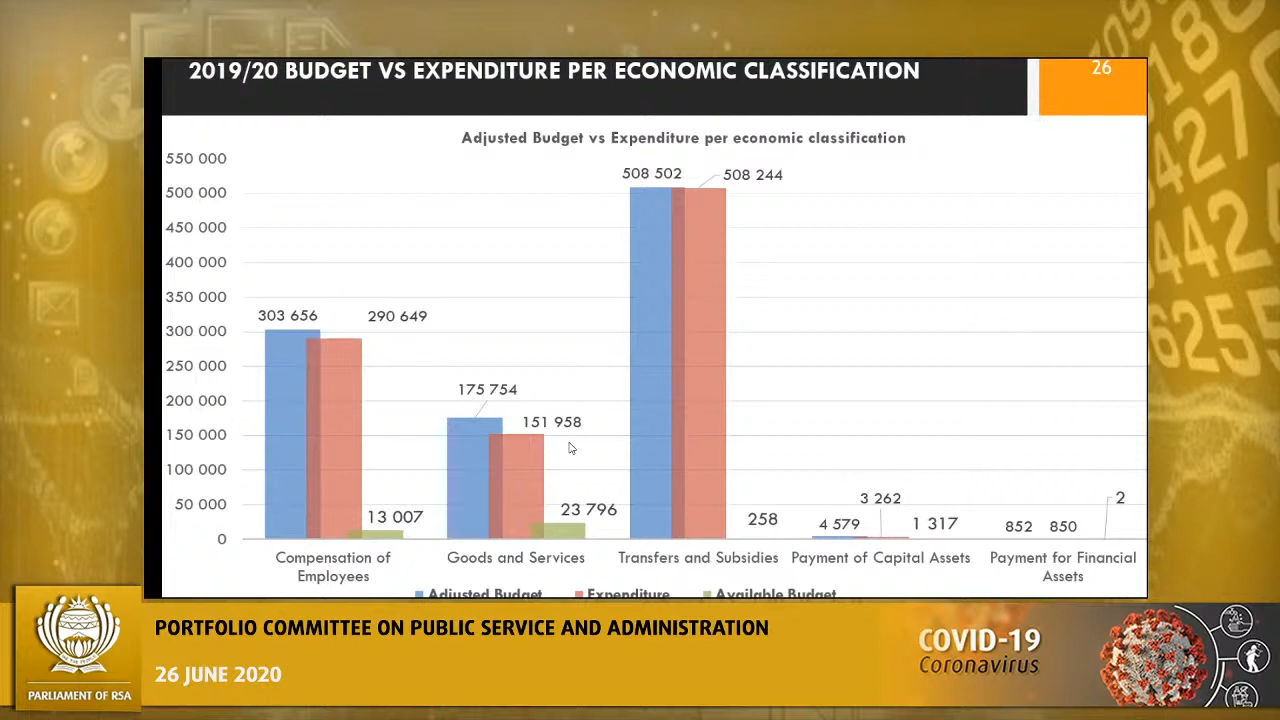 2019/20 BUDGET VS EXPENDITURE PER ECONOMIC CLASSIFICATION
26
Adjusted Budget vs Expenditure per economic classification
550 000
500 000
450 000
400 000
350 000
300 000
250 000
200 000
150 000
100 000
50 000
0
303 656
290 649
13 007
175 754
151 958
23 796
508 502
508 244
258
4 579
3 262
1 317
852
850
2
Compensation of
Employees
Goods and Services
Transfers and Subsidies
Payment of Capital Assets
Payment for Financial
Assets
Adjusted Budget
Expenditure
Available Budget
PORTFOLIO COMMITTEE ON PUBLIC SERVICE AND ADMINISTRATION
26 JUNE 2020
PARLIAMENT OF RSA
COVID-19
Coronavirus